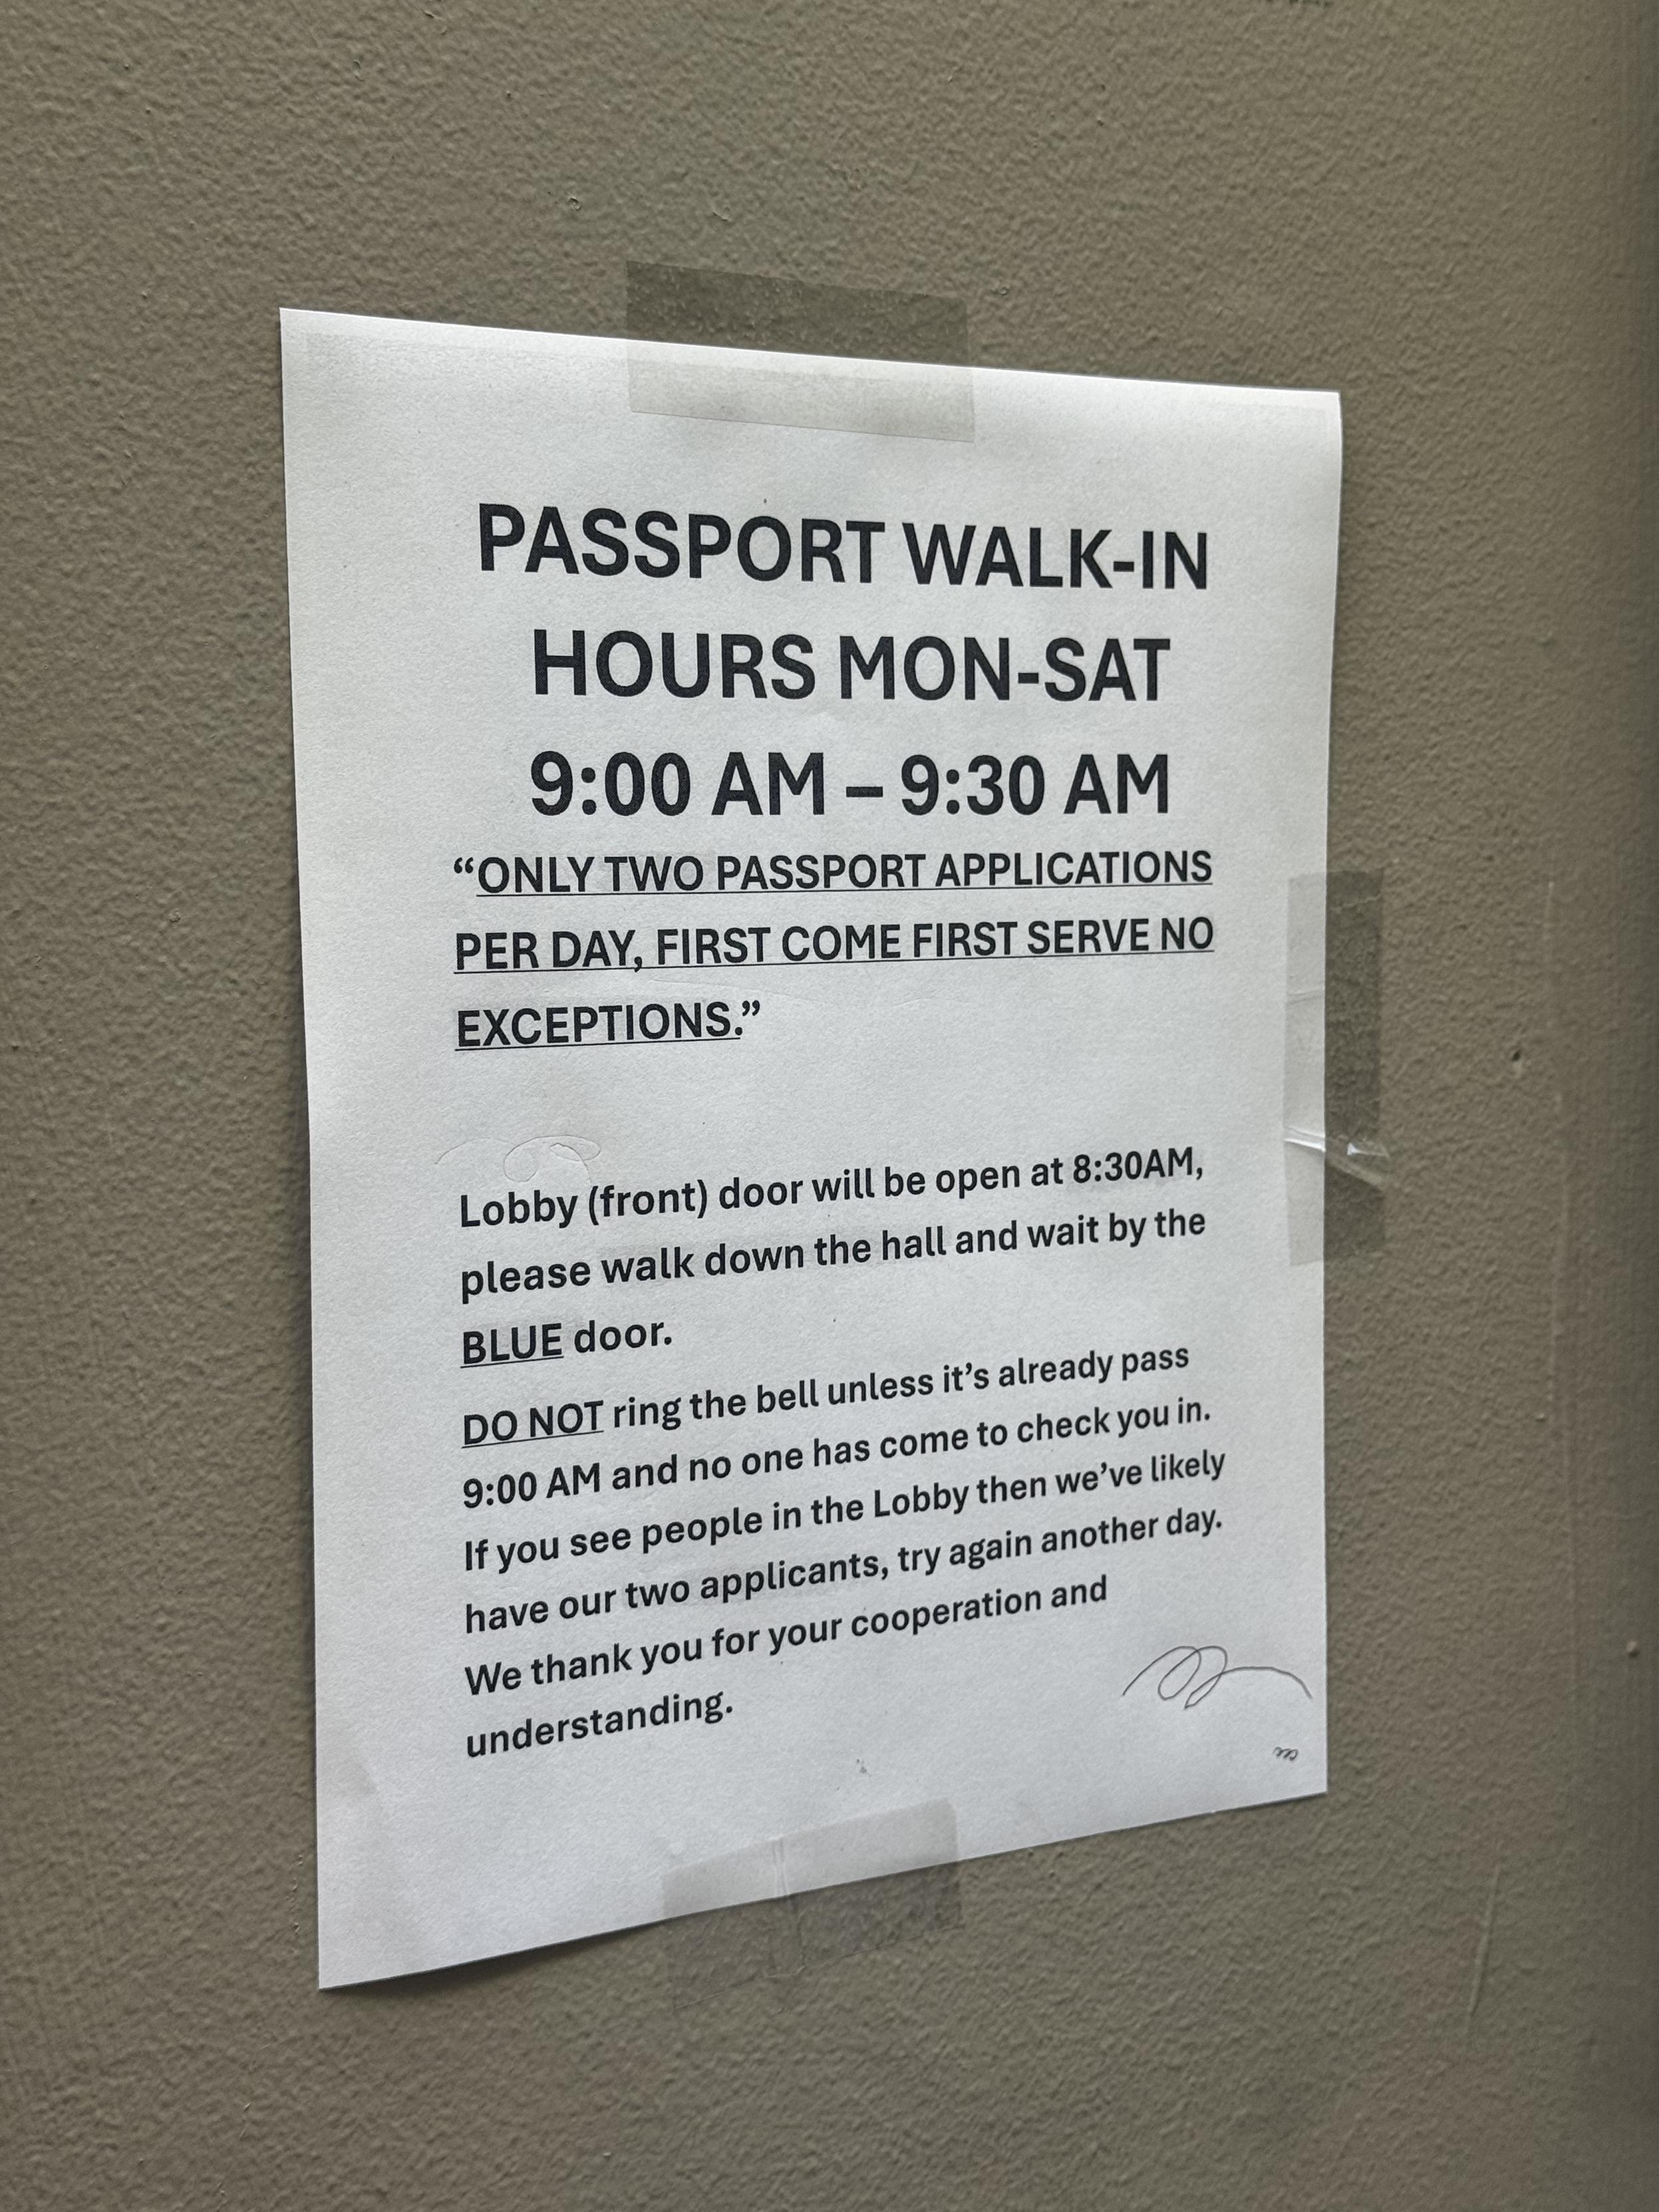 PASSPORT WALK-IN
HOURS MON-SAT
9:00 AM – 9:30 AM
“ONLY TWO PASSPORT APPLICATIONS
PER DAY, FIRST COME FIRST SERVE NO
EXCEPTIONS.”
Lobby (front) door will be open at 8:30AM,
please walk down the hall and wait by the
BLUE door.
DO NOT ring the bell unless it’s already pass
9:00 AM and no one has come to check you in.
If you see people in the Lobby then we’ve likely
have our two applicants, try again another day.
We thank you for your cooperation and
understanding.